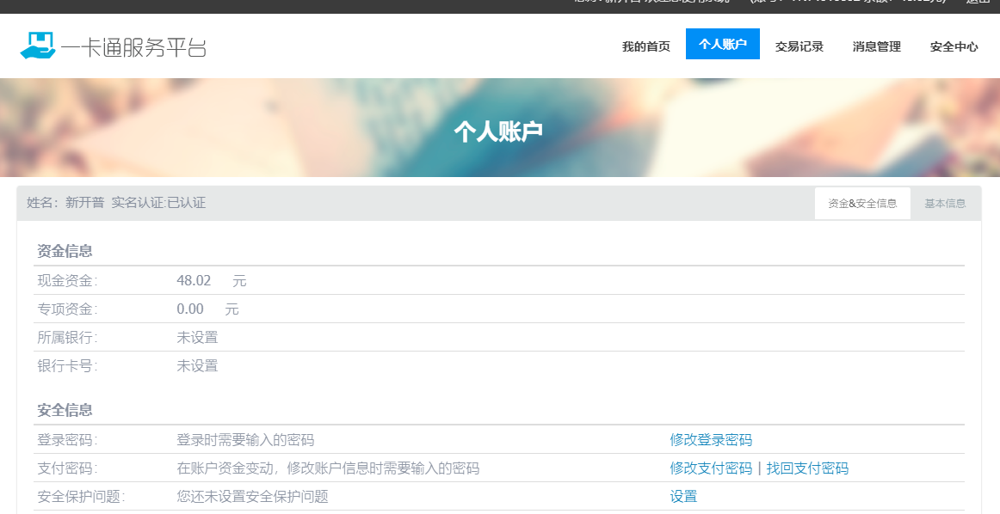 一卡通服务平台
我的首页 个人账户 交易记录 消息管理 安全中心
个人账户
姓名：新开普 实名认证:已认证 资金&安全信息 基本信息
资金信息
现金资金： 48.02 元
专项资金： 0.00 元
所属银行： 未设置
银行卡号： 未设置
安全信息
登录密码： 登录时需要输入的密码 修改登录密码
支付密码： 在账户资金变动，修改账户信息时需要输入的密码 修改支付密码 | 找回支付密码
安全保护问题： 您还未设置安全保护问题 设置